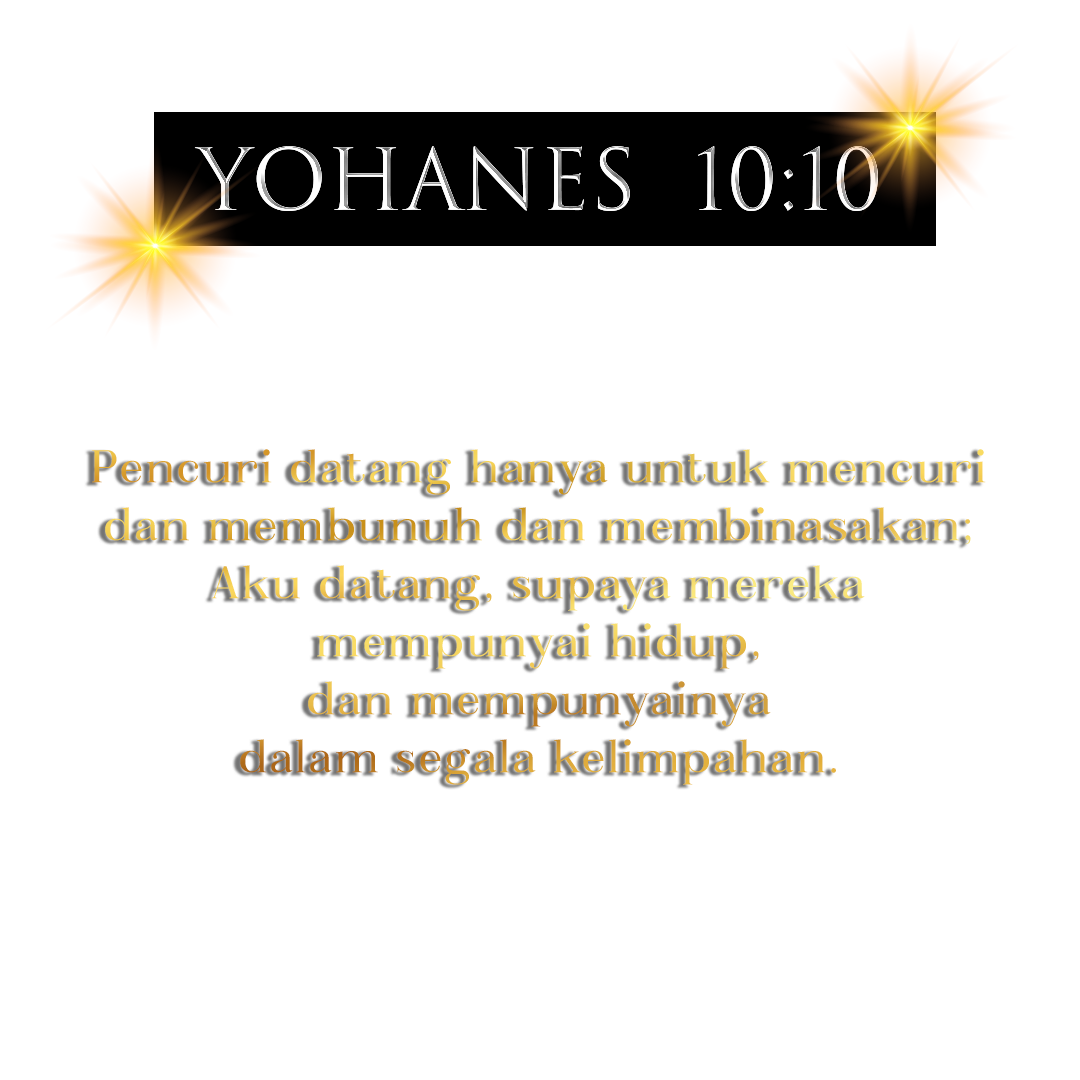 YOHANES 10:10
Pencuri datang hanya untuk mencuri
dan membunuh dan membinasakan;
Aku datang, supaya mereka
mempunyai hidup,
dan mempunyainya
dalam segala kelimpahan.